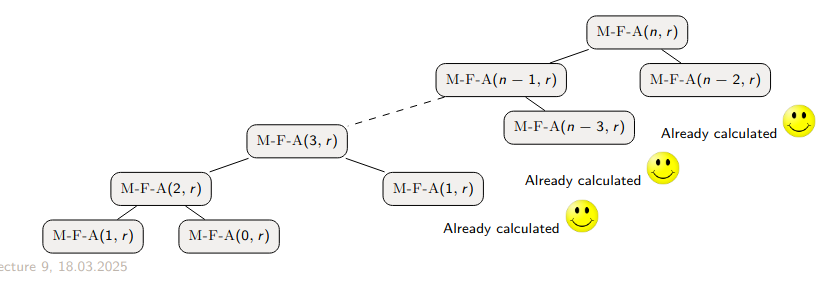 M-F-A(n, r)
M-F-A(n − 1, r)
M-F-A(n − 2, r)
M-F-A(n − 3, r)
Already calculated
M-F-A(3, r)
Already calculated
M-F-A(2, r)
M-F-A(1, r)
Already calculated
M-F-A(1, r)
M-F-A(0, r)
ecture 9, 18.03.2025